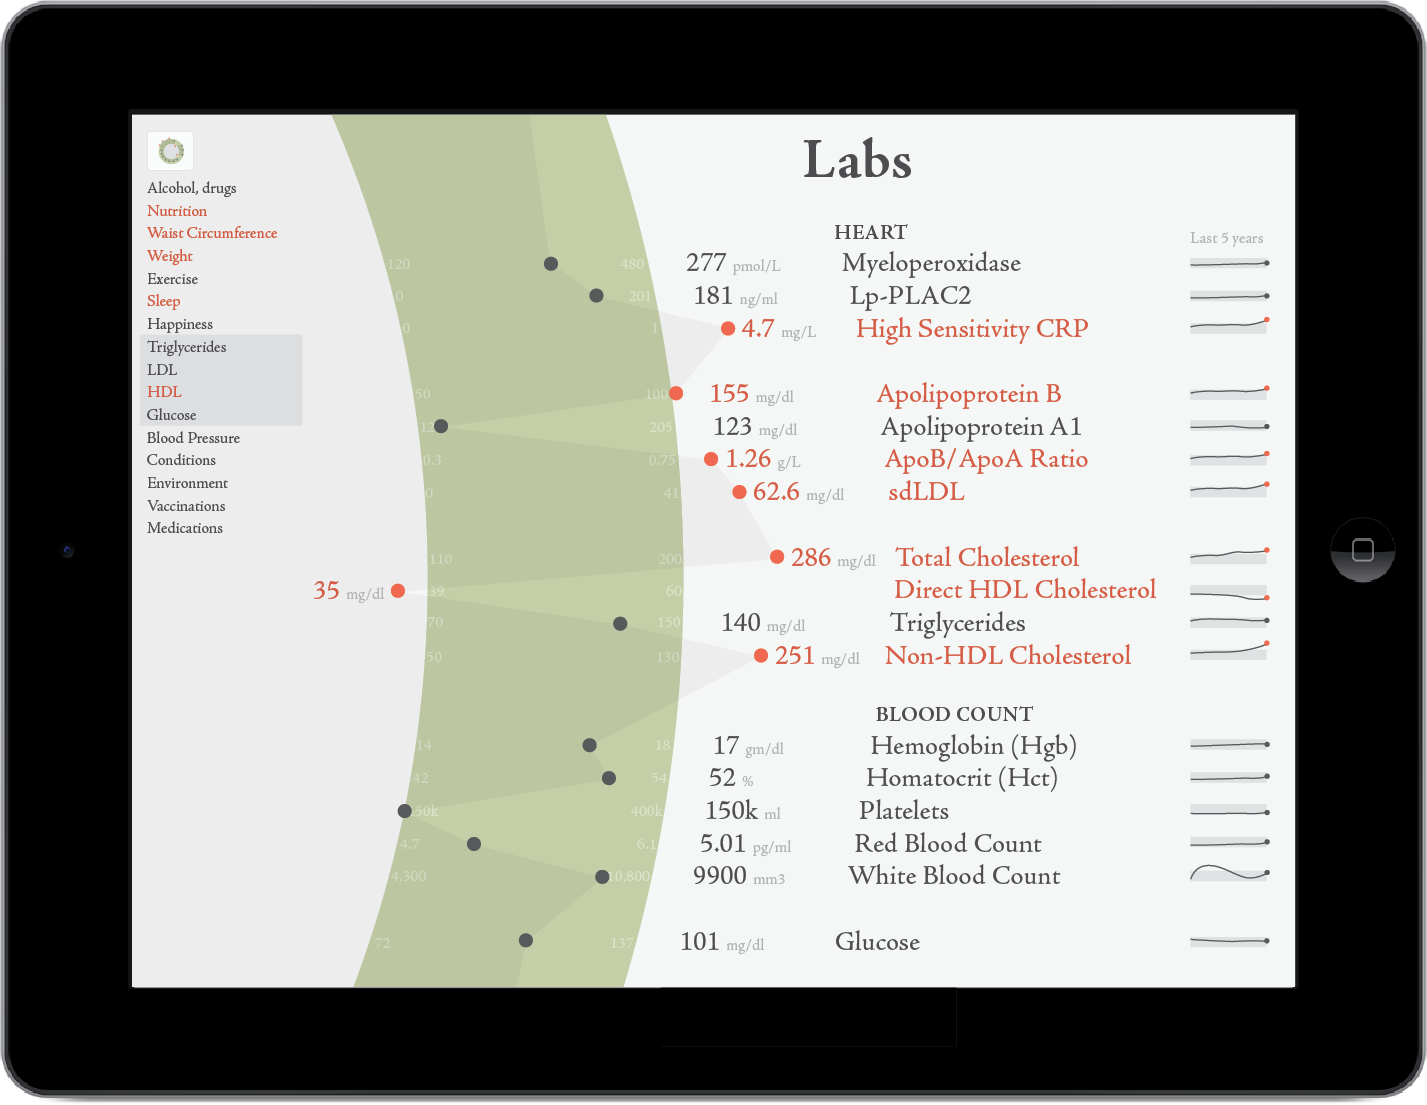 Labs
Alcohol, drugs
Nutrition
Waist Circumference
Weight
Exercise
Sleep
Happiness
Triglycerides
LDL
HDL
Glucose
Blood Pressure
Conditions
Environment
Vaccinations
Medications
HEART
Last 5 years
120 480 277 pmol/L Myeloperoxidase
0 201 181 ng/ml Lp-PLAC2
0 1 4.7 mg/L High Sensitivity CRP
50 100 155 mg/dl Apolipoprotein B
205 123 mg/dl Apolipoprotein A1
0.3 0.75 1.26 g/L ApoB/ApoA Ratio
0 41 62.6 mg/dl sdLDL
110 200 286 mg/dl Total Cholesterol
35 mg/dl 39 60 Direct HDL Cholesterol
70 150 140 mg/dl Triglycerides
50 130 251 mg/dl Non-HDL Cholesterol
BLOOD COUNT
14 18 17 gm/dl Hemoglobin (Hgb)
42 54 52 % Homatocrit (Hct)
400k 150k ml Platelets
4.7 6.1 5.01 pg/ml Red Blood Count
4,300 10,800 9900 mm3 White Blood Count
72 137 101 mg/dl Glucose